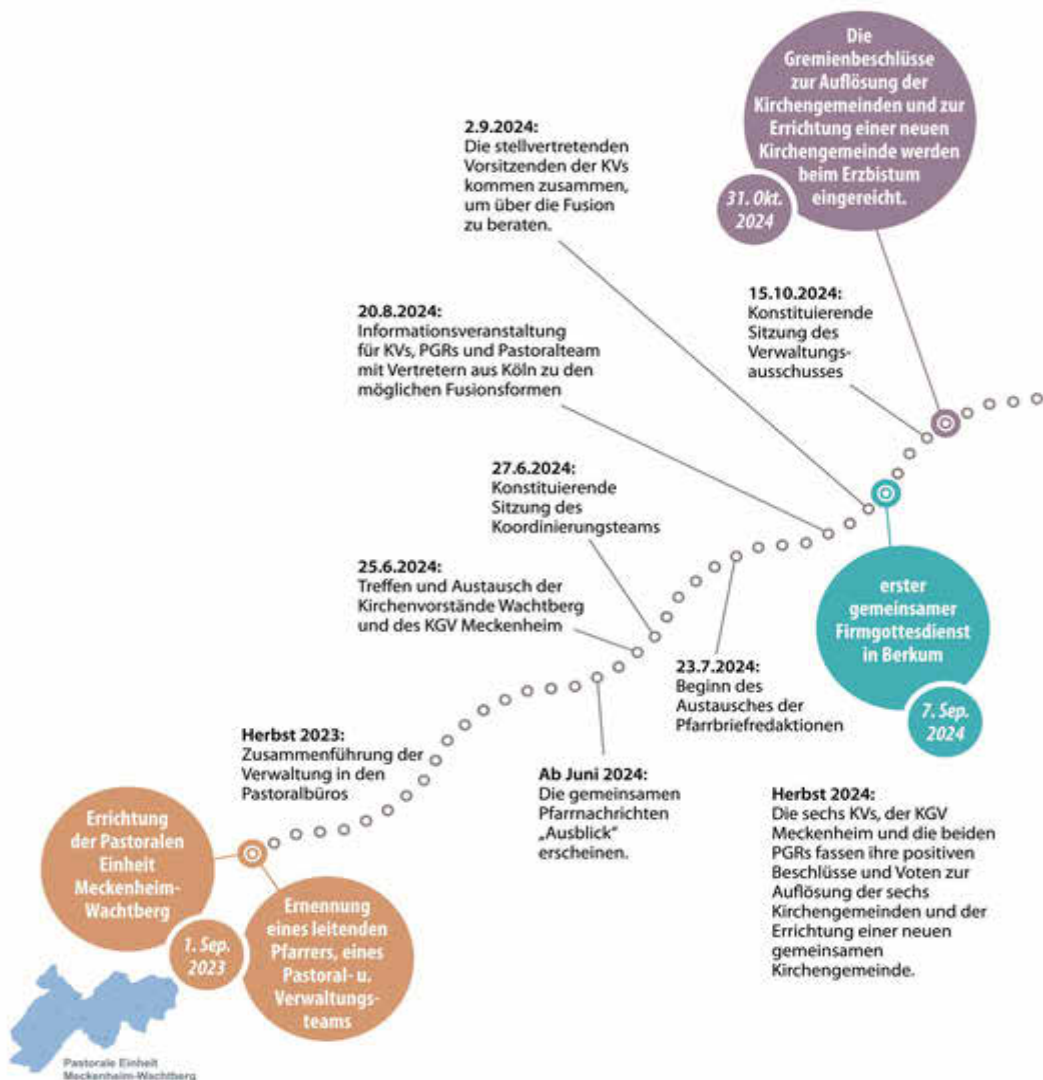 Die
Gremienbeschlüsse
zur Auflösung der
Kirchengemeinden und zur
Errichtung einer neuen
Kirchengemeinde werden
beim Erzbistum
eingereicht.
31. Okt.
2024
2.9.2024:
Die stellvertretenden
Vorsitzenden der KVs
kommen zusammen,
um über die Fusion
zu beraten.
15.10.2024:
Konstituierende
Sitzung des
Verwaltungs-
ausschusses
20.8.2024:
Informationsveranstaltung
für KVs, PGRs und Pastoralteam
mit Vertretern aus Köln zu den
möglichen Fusionsformen
27.6.2024:
Konstituierende
Sitzung des
Koordinierungsteams
25.6.2024:
Treffen und Austausch der
Kirchenvorstände Wachtberg
und des KGV Meckenheim
erster
gemeinsamer
Firmgottesdienst
in Berkum
7. Sep.
2024
23.7.2024:
Beginn des
Austausches der
Pfarrbriefredaktionen
Herbst 2023:
Zusammenführung der
Verwaltung in den
Pastoralbüros
Ab Juni 2024:
Die gemeinsamen
Pfarrnachrichten
„Ausblick“
erscheinen.
Herbst 2024:
Die sechs KVs, der KGV
Meckenheim und die beiden
PGRs fassen ihre positiven
Beschlüsse und Voten zur
Auflösung der sechs
Kirchengemeinden und der
Errichtung einer neuen
gemeinsamen
Kirchengemeinde.
Errichtung
der Pastoralen
Einheit
Meckenheim-
Wachtberg
1. Sep.
2023
Ernennung
eines leitenden
Pfarrers, eines
Pastoral- u.
Verwaltungs-
teams
Pastorale Einheit
Meckenheim-Wachtberg